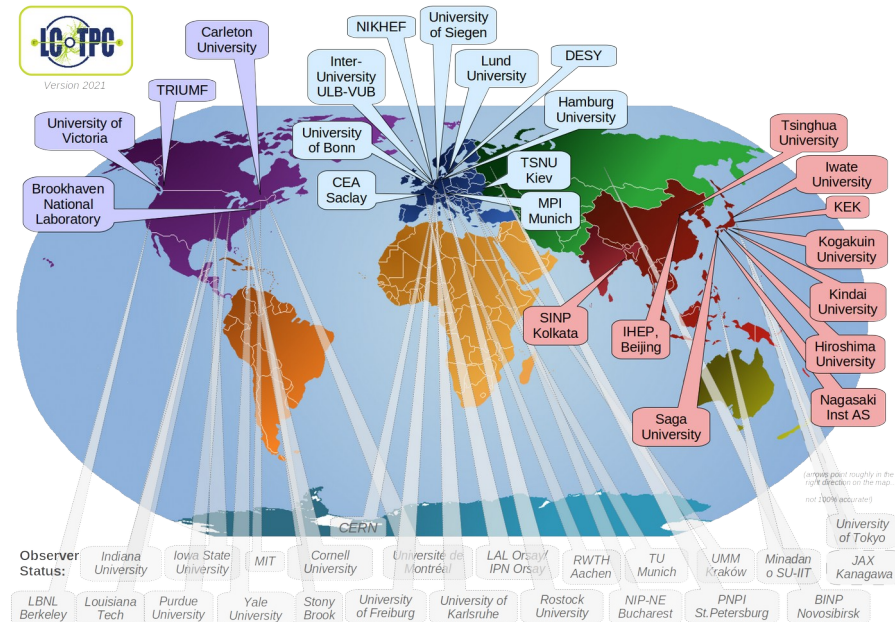 LCTPC
Version 2021
Carleton
University
TRIUMF
University of
Victoria
Brookhaven
National
Laboratory
NIKHEF
University
of Siegen
Inter-
University
ULB-VUB
Lund
University
DESY
University
of Bonn
Hamburg
University
CEA
Saclay
TSNU
Kiev
MPI
Munich
Tsinghua
University
Iwate
University
KEK
Kogakuin
University
Kindai
University
Hiroshima
University
Nagasaki
Inst AS
SINP
Kolkata
IHEP,
Beijing
Saga
University
(arrows point roughly in the
right direction on the map,
not 100% accurate!)
CERN
Observer
Status:
Indiana
University
Iowa State
University
MIT
Cornell
University
Université de
Montréal
LAL Orsay/
IPN Orsay
RWTH
Aachen
TU
Munich
UMM
Kraków
Minadan
o SU-IIT
University
of Tokyo
JAX
Kanagawa
LBNL
Berkeley
Louisiana
Tech
Purdue
University
Yale
University
Stony
Brook
University
of Freiburg
University of
Karlsruhe
Rostock
University
NIP-NE
Bucharest
PNPI
St.Petersburg
BINP
Novosibirsk